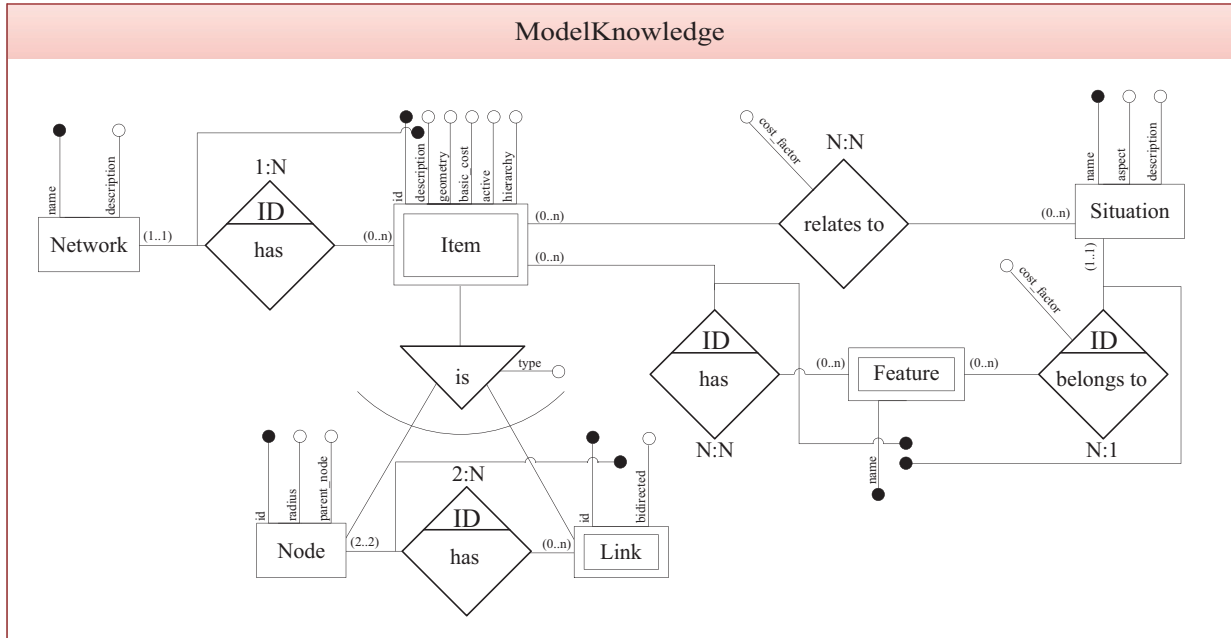 ModelKnowledge
name
description
Network
(1..1)
1:N
ID
has
(0..n)
id
description
geometry
basic_cost
active
hierarchy
Item
(0..n)
(0..n)
cost_factor
N:N
relates to
(0..n)
name
aspect
description
Situation
(1..1)
is
type
ID
has
N:N
(0..n)
Feature
name
(0..n)
cost_factor
ID
belongs to
N:1
id
radius
parent_node
Node
(2..2)
2:N
ID
has
(0..n)
id
bidirected
Link